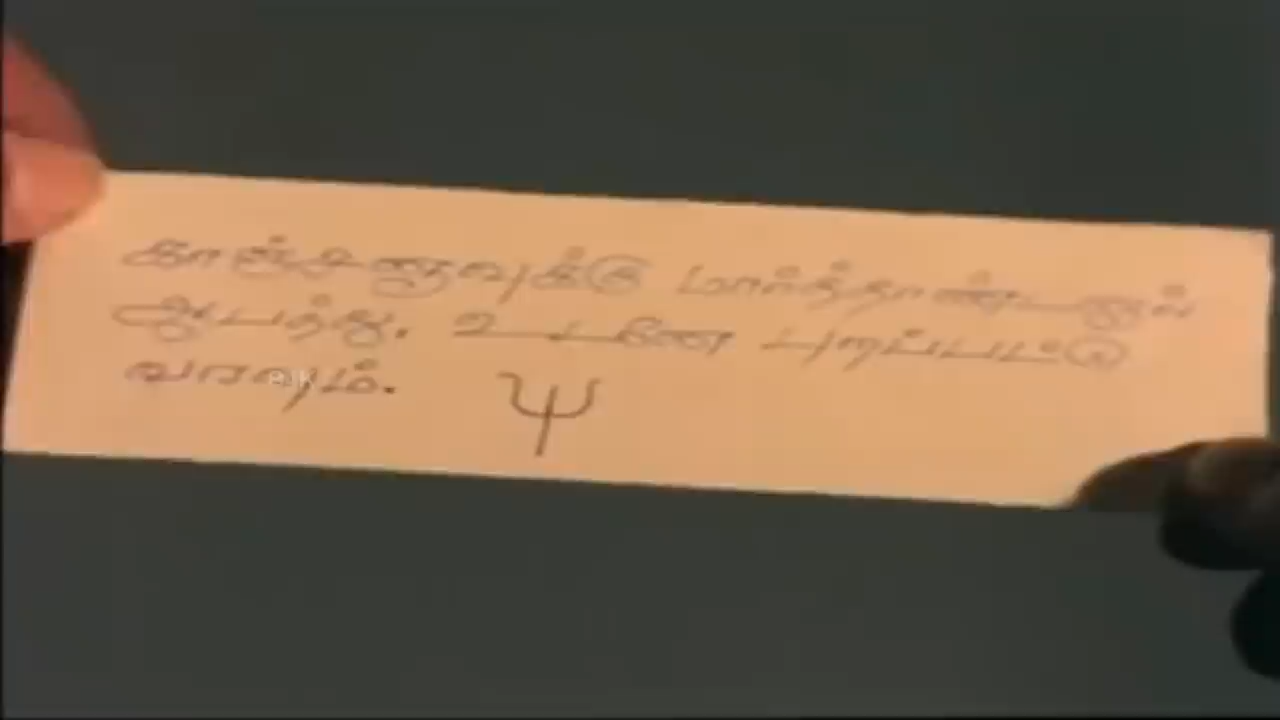 காஞ்சனாவுக்கு மார்த்தாண்டனால்
ஆபத்து. உடனே புறப்பட்டு
வரவும்.
Ψ